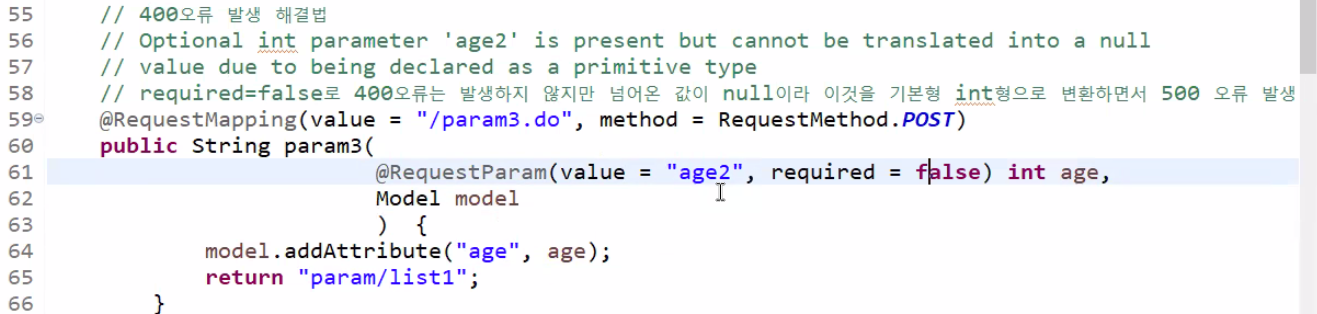 55 // 400오류 발생 해결법
56 // Optional int parameter 'age2' is present but cannot be translated into a null
57 // value due to being declared as a primitive type
58 // required=false로 400오류는 발생하지 않지만 넘어온 값이 null이라 이것을 기본형 int형으로 변환하면서 500 오류 발생
59 @RequestMapping(value = "/param3.do", method = RequestMethod.POST)
60 public String param3(
61 @RequestParam(value = "age2", required = false) int age,
62 Model model
63 ) {
64 model.addAttribute("age", age);
65 return "param/list1";
66 }